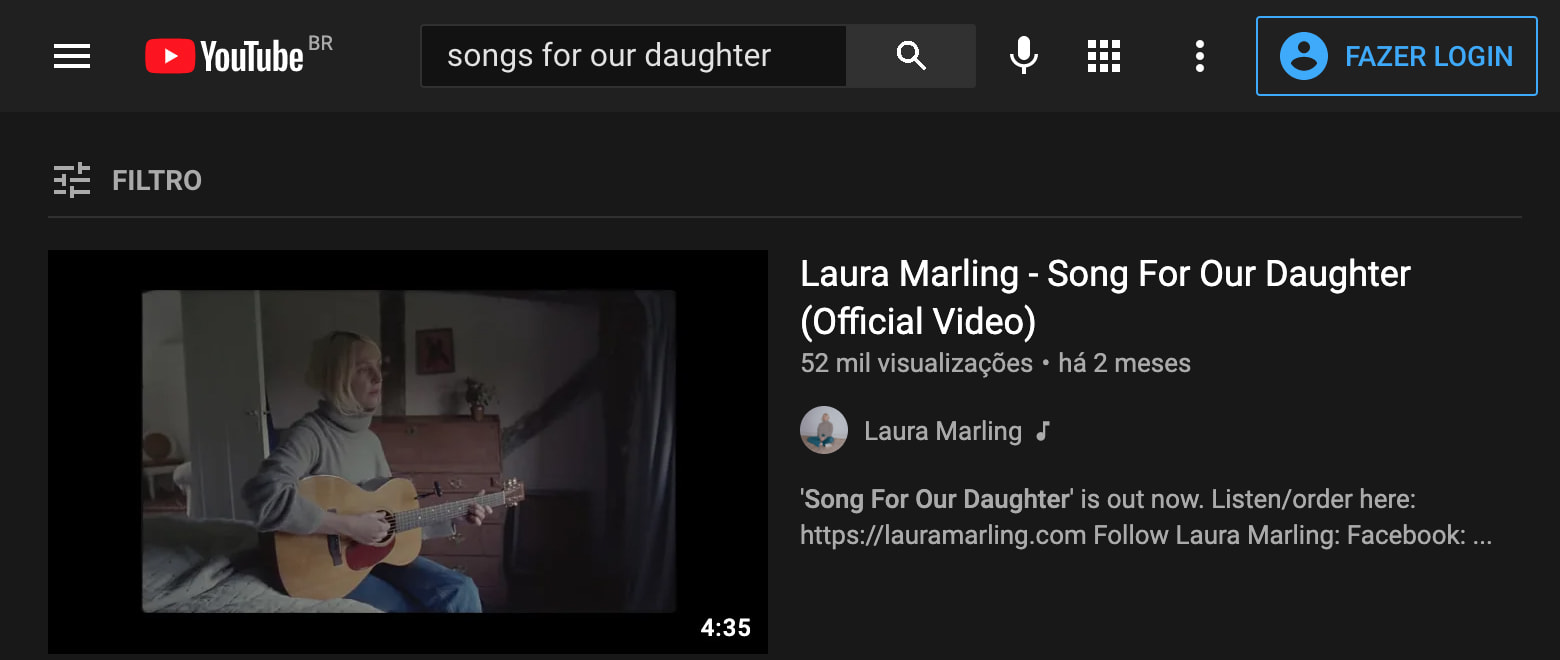 YouTube BR
songs for our daughter
FAZER LOGIN
FILTRO
4:35
Laura Marling - Song For Our Daughter
(Official Video)
52 mil visualizações • há 2 meses
Laura Marling
'Song For Our Daughter' is out now. Listen/order here:
https://lauramarling.com Follow Laura Marling: Facebook: ...